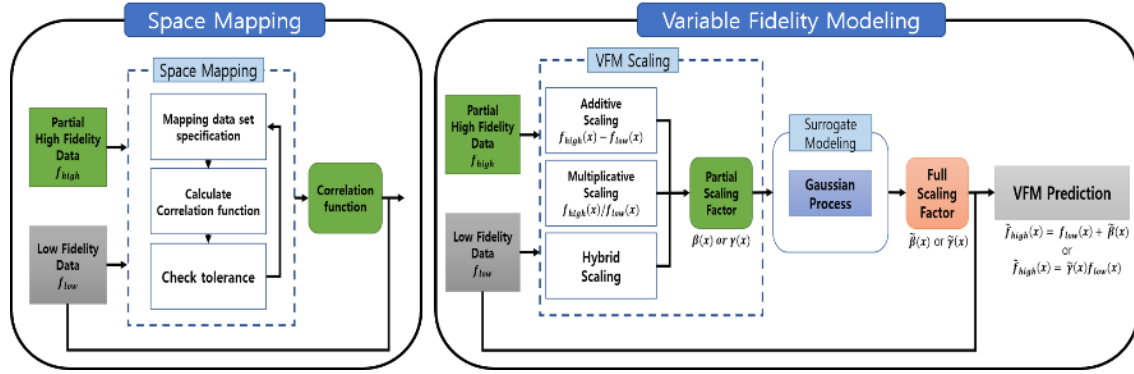 Space Mapping
Space Mapping
Partial
High Fidelity
Data
f_high
Low Fidelity
Data
f_low
Mapping data set
specification
Calculate
Correlation function
Check tolerance
Correlation
function
Variable Fidelity Modeling
VFM Scaling
Partial
High Fidelity
Data
f_high
Low Fidelity
Data
f_low
Additive
Scaling
f_high(x) − f_low(x)
Multiplicative
Scaling
f_high(x)/f_low(x)
Hybrid
Scaling
Partial
Scaling
Factor
β(x) or γ(x)
Surrogate
Modeling
Gaussian
Process
Full
Scaling
Factor
β̃(x) or γ̃(x)
VFM Prediction
f̃_high(x) = f_low(x) + β̃(x)
or
f̃_high(x) = γ̃(x)f_low(x)